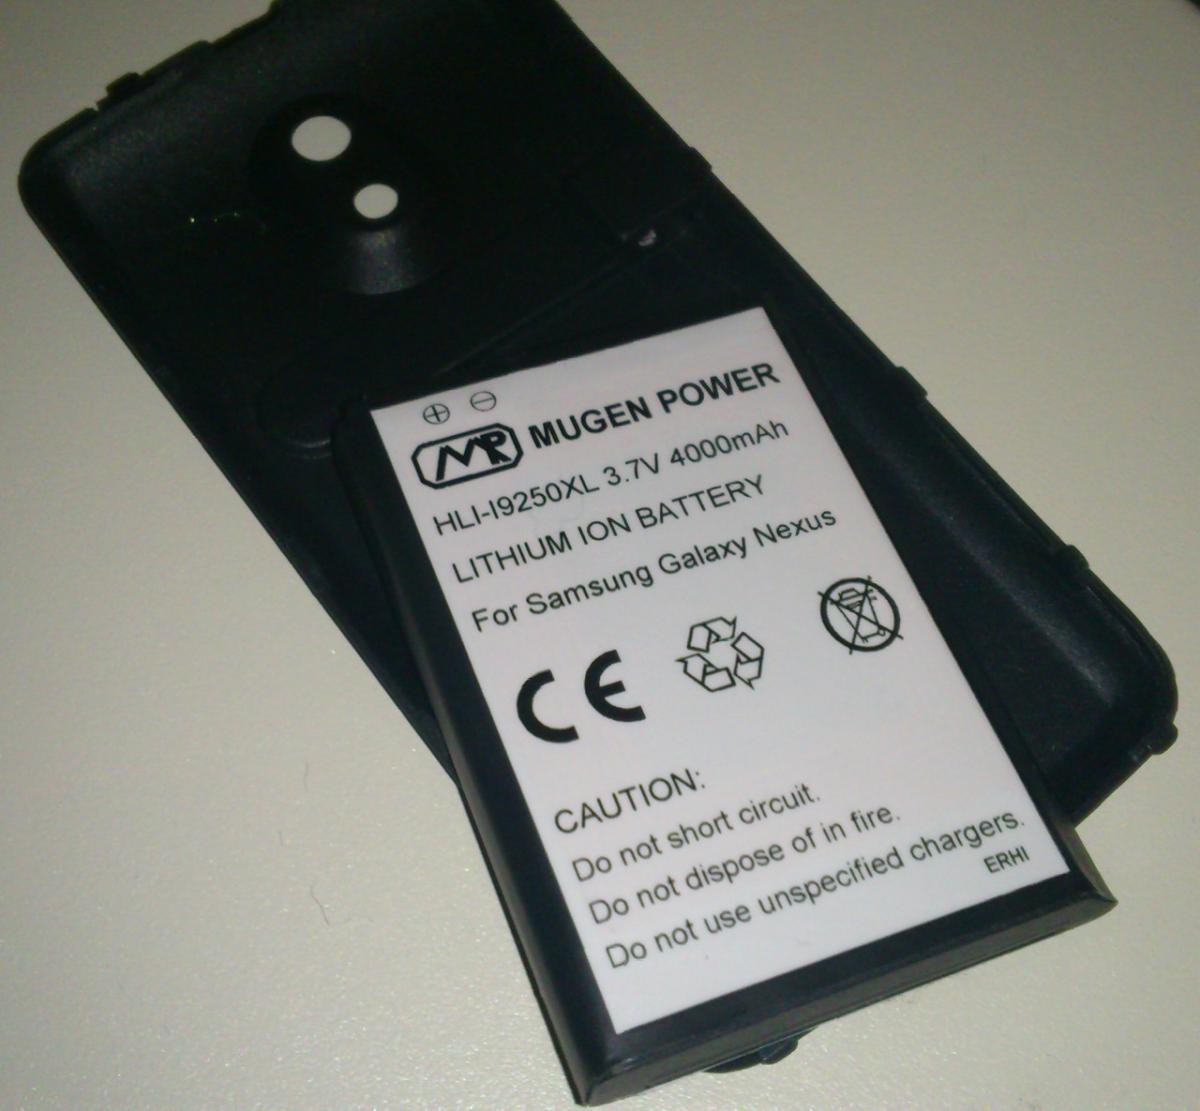 MR MUGEN POWER
HLI-I9250XL 3.7V 4000mAh
LITHIUM ION BATTERY
For Samsung Galaxy Nexus
CE
CAUTION:
Do not short circuit.
Do not dispose of in fire.
Do not use unspecified chargers.
ERHI